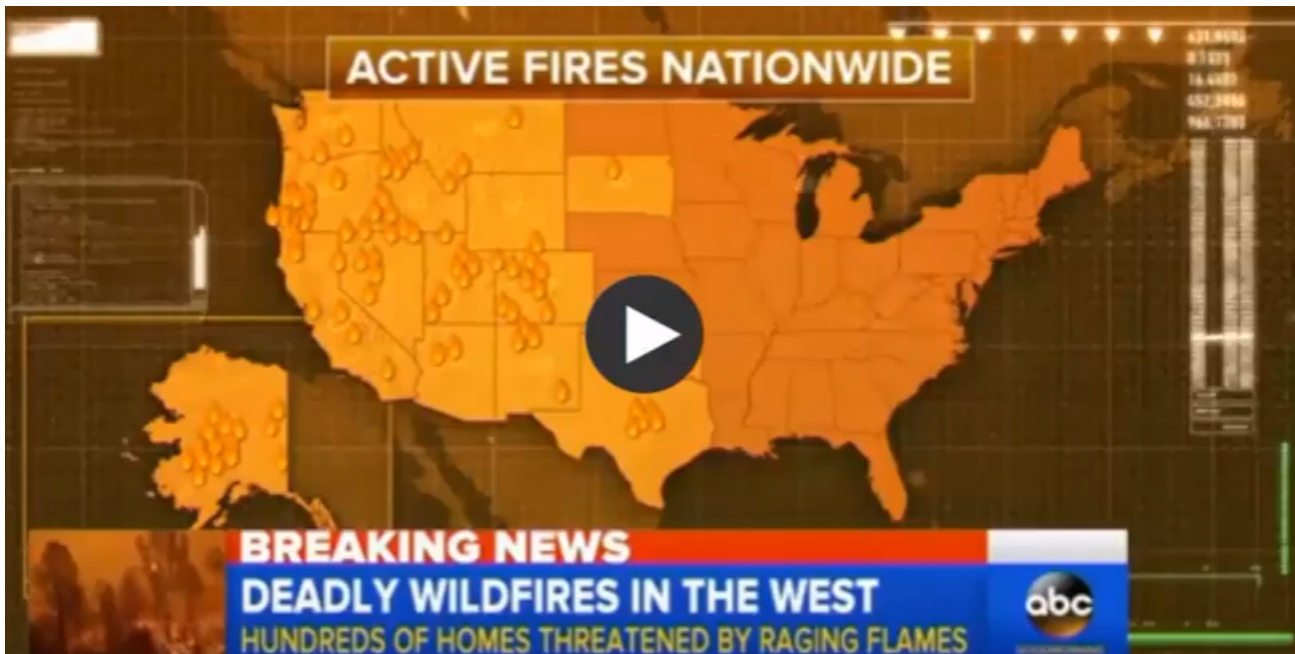 ACTIVE FIRES NATIONWIDE
BREAKING NEWS
DEADLY WILDFIRES IN THE WEST
abc
HUNDREDS OF HOMES THREATENED BY RAGING FLAMES